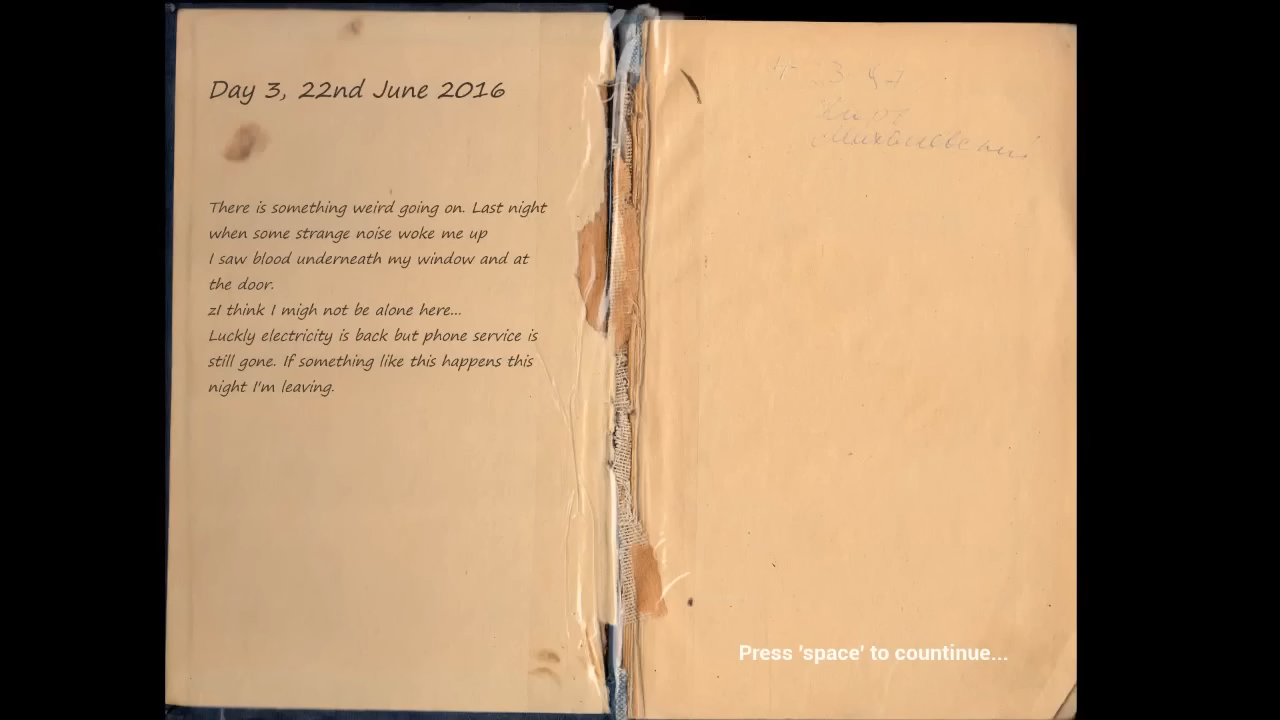 Day 3, 22nd June 2016
There is something weird going on. Last night
when some strange noise woke me up
I saw blood underneath my window and at
the door.
zI think I migh not be alone here...
Luckly electricity is back but phone service is
still gone. If something like this happens this
night I'm leaving.
Press 'space' to countinue...